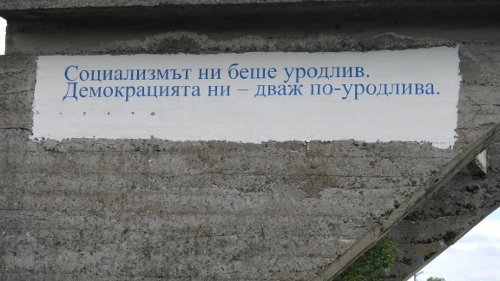 Социализмът ни беше уродлив.
Демокрацията ни – дваж по-уродлива.